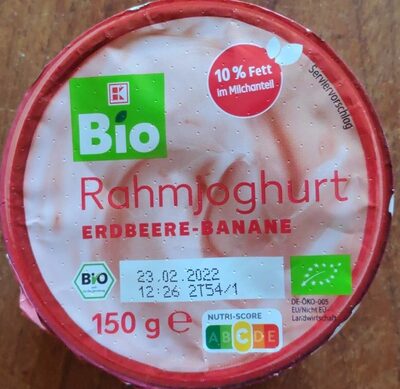 10% Fett
im Milchanteil
Serviervorschlag
K
Bio
Rahmjoghurt
ERDBEERE-BANANE
BIO
23.02.2022
12:26 2T54/1
DE-ÖKO-005
EU/Nicht EU-
Landwirtschaft
150 g e
NUTRI-SCORE
ABCDE